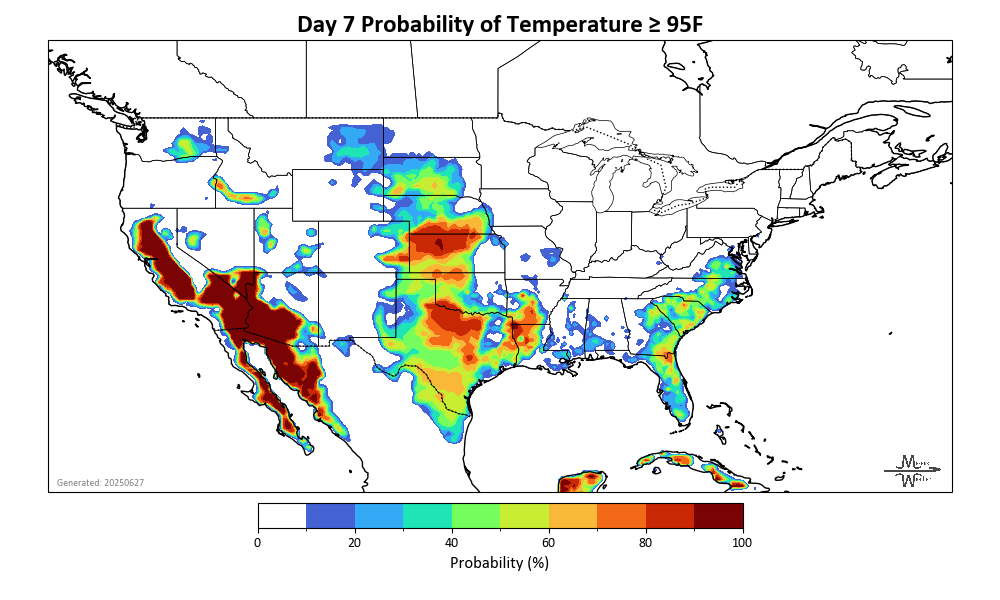 Day 7 Probability of Temperature ≥ 95F
Generated: 20250627
0 20 40 60 80 100
Probability (%)